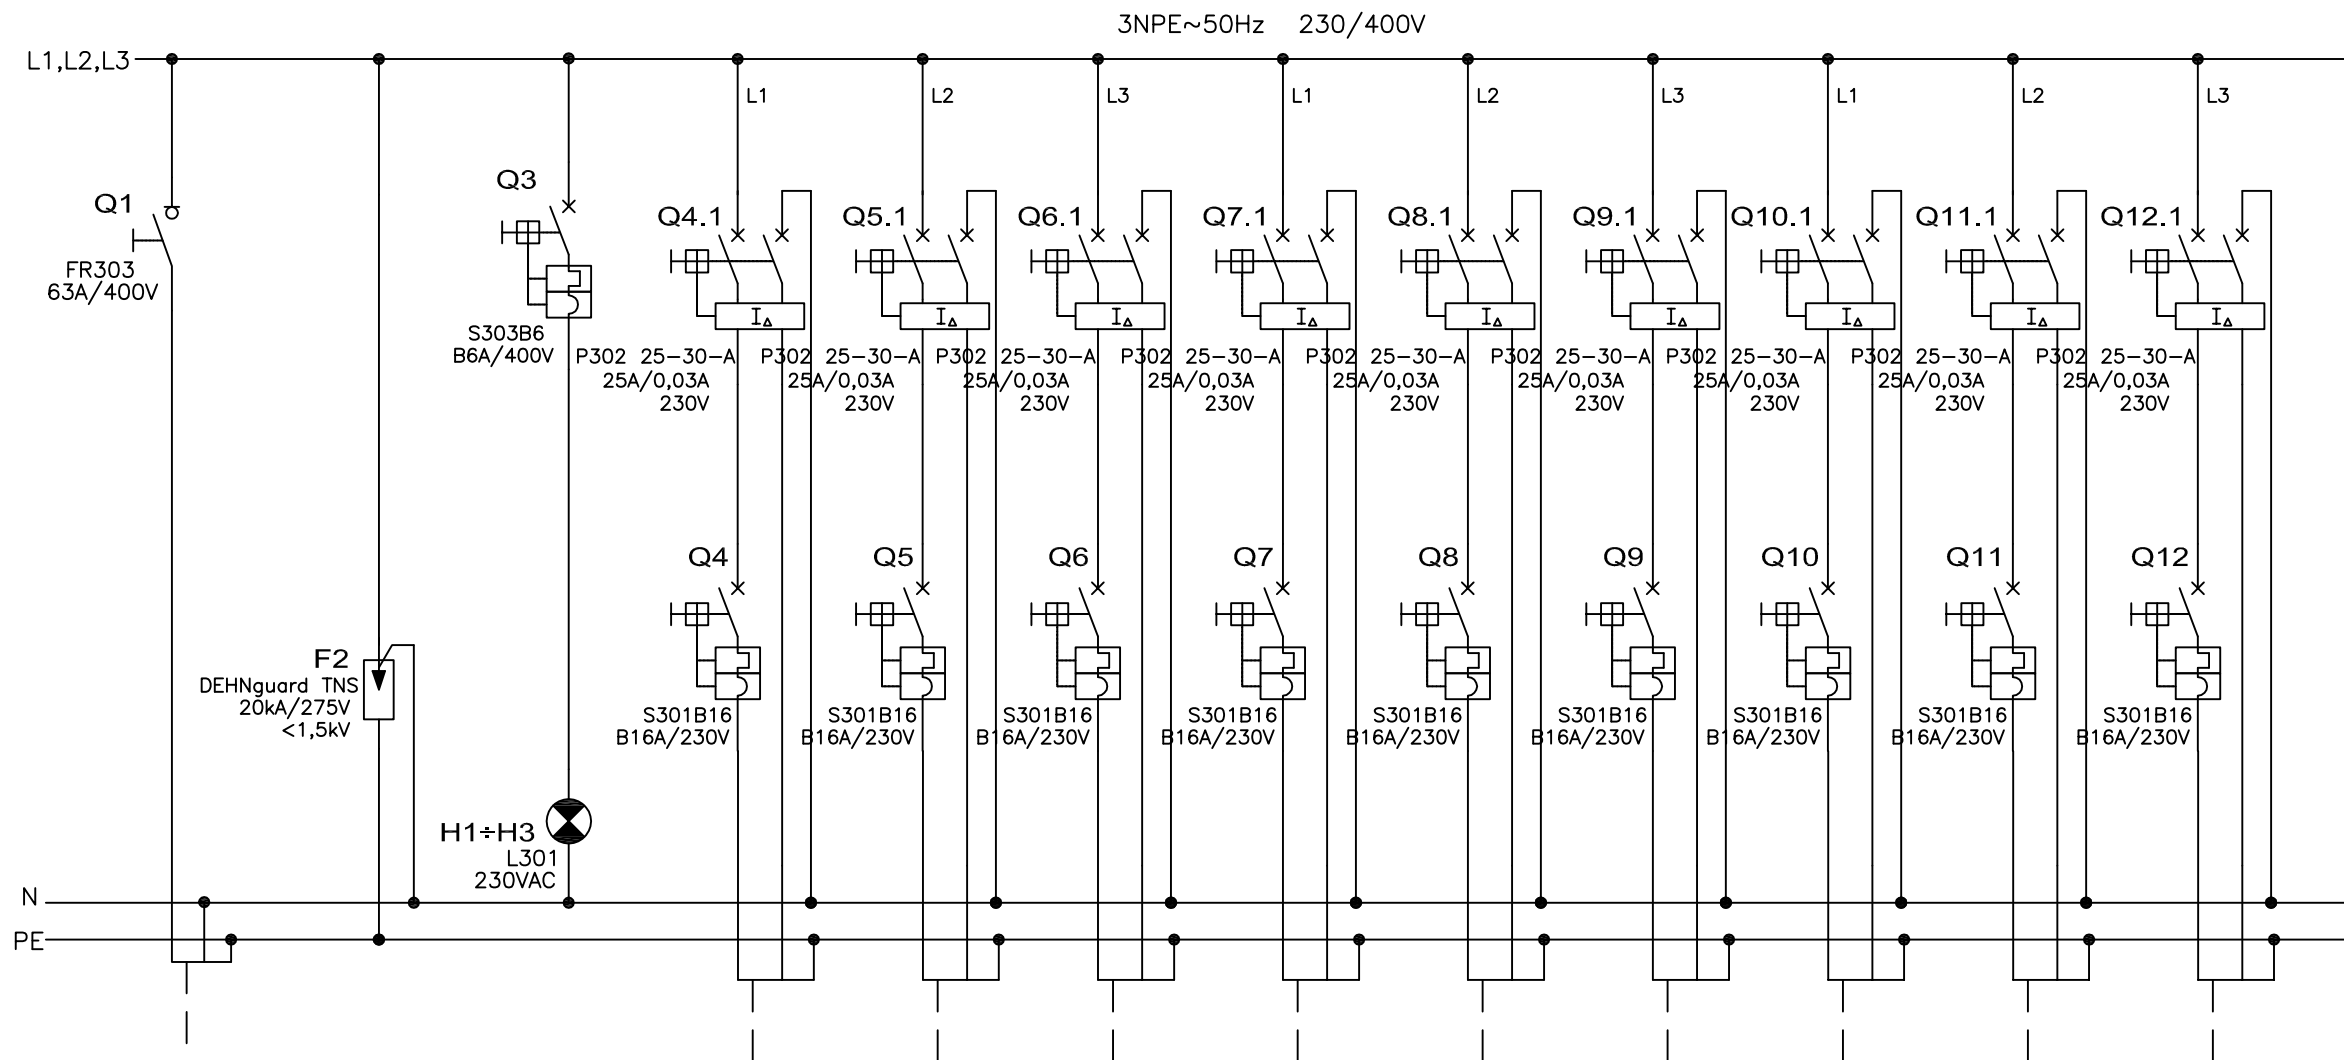 3NPE~50Hz 230/400V
L1,L2,L3
L1 L2 L3 L1 L2 L3 L1 L2 L3
Q1
FR303
63A/400V
F2
DEHNguard TNS
20kA/275V
<1,5kV
Q3
S303B6
B6A/400V
H1÷H3
L301
230VAC
Q4.1
P302 25-30-A
25A/0,03A
230V
Q4
S301B16
B16A/230V
Q5.1
P302 25-30-A
25A/0,03A
230V
Q5
S301B16
B16A/230V
Q6.1
P302 25-30-A
25A/0,03A
230V
Q6
S301B16
B16A/230V
Q7.1
P302 25-30-A
25A/0,03A
230V
Q7
S301B16
B16A/230V
Q8.1
P302 25-30-A
25A/0,03A
230V
Q8
S301B16
B16A/230V
Q9.1
P302 25-30-A
25A/0,03A
230V
Q9
S301B16
B16A/230V
Q10.1
P302 25-30-A
25A/0,03A
230V
Q10
S301B16
B16A/230V
Q11.1
P302 25-30-A
25A/0,03A
230V
Q11
S301B16
B16A/230V
Q12.1
P302 25-30-A
25A/0,03A
230V
Q12
S301B16
B16A/230V
I∆ I∆ I∆ I∆ I∆ I∆ I∆ I∆ I∆
N
PE